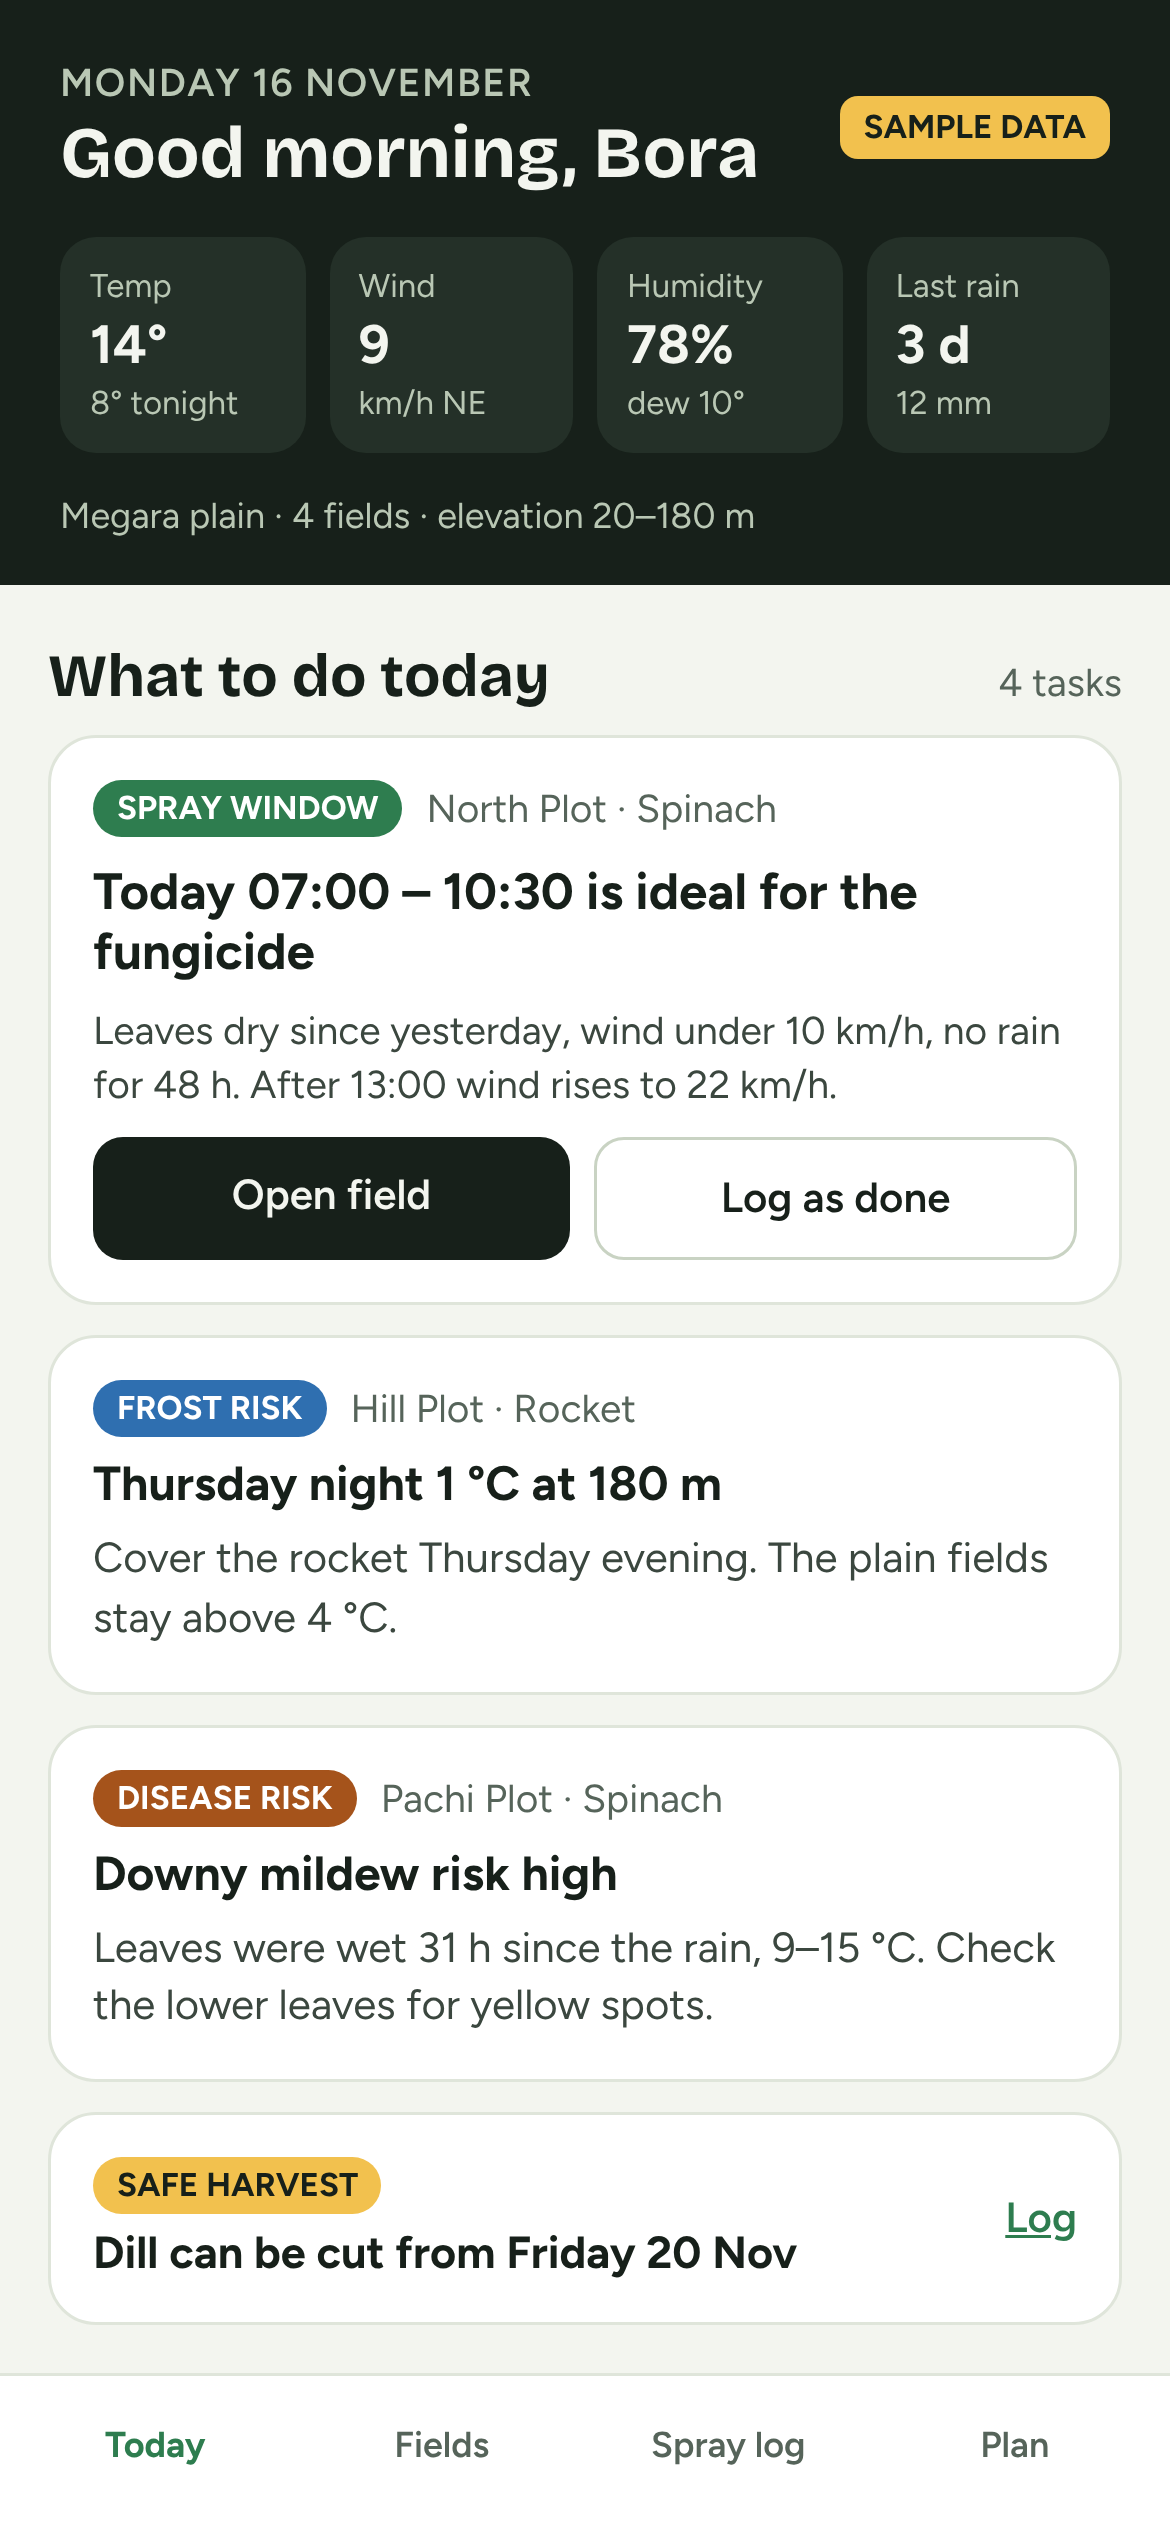 MONDAY 16 NOVEMBER
Good morning, Bora
SAMPLE DATA
Temp
14°
8° tonight
Wind
9
km/h NE
Humidity
78%
dew 10°
Last rain
3 d
12 mm
Megara plain · 4 fields · elevation 20–180 m
What to do today
4 tasks
SPRAY WINDOW
North Plot · Spinach
Today 07:00 – 10:30 is ideal for the
fungicide
Leaves dry since yesterday, wind under 10 km/h, no rain
for 48 h. After 13:00 wind rises to 22 km/h.
Open field
Log as done
FROST RISK
Hill Plot · Rocket
Thursday night 1 °C at 180 m
Cover the rocket Thursday evening. The plain fields
stay above 4 °C.
DISEASE RISK
Pachi Plot · Spinach
Downy mildew risk high
Leaves were wet 31 h since the rain, 9–15 °C. Check
the lower leaves for yellow spots.
SAFE HARVEST
Dill can be cut from Friday 20 Nov
Log
Today
Fields
Spray log
Plan